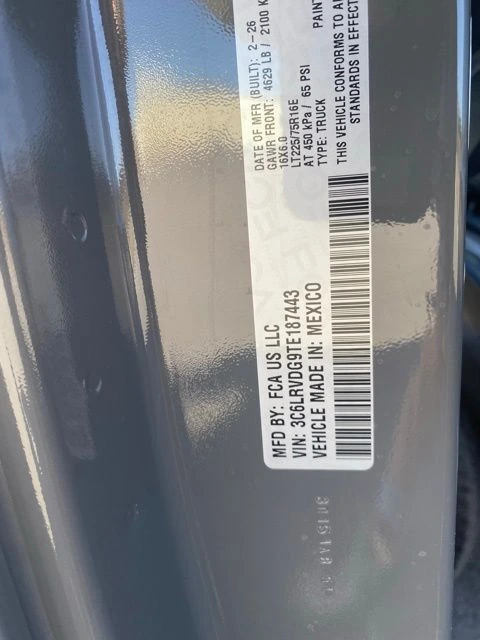 MFD BY: FCA US LLC
VIN: 3C6LRVDG9TE187443
VEHICLE MADE IN: MEXICO
DATE OF MFR (BUILT): 2-26
GAWR FRONT: 4629 LB / 2100 K
16X6.0
LT225/75R16E
AT 450 kPa / 65 PSI
TYPE: TRUCK
PAIN
THIS VEHICLE CONFORMS TO A
STANDARDS IN EFFECT